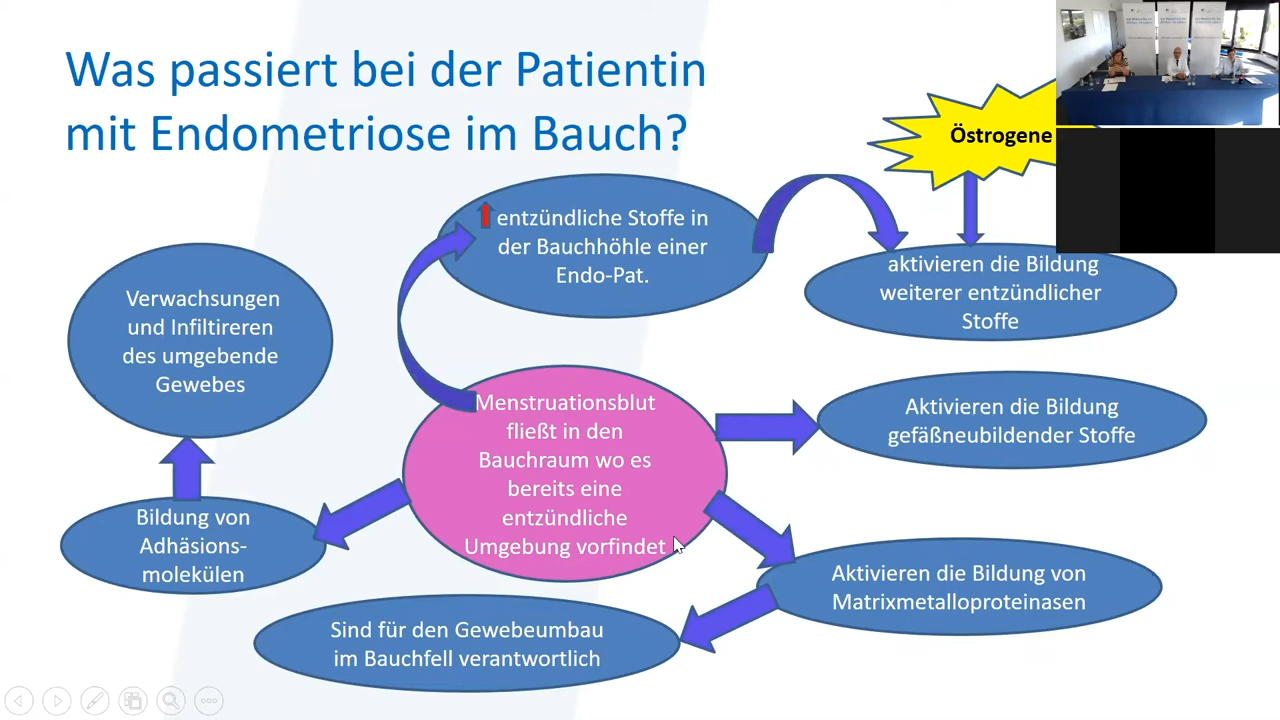 Was passiert bei der Patientin
mit Endometriose im Bauch?
Östrogene
entzündliche Stoffe in
der Bauchhöhle einer
Endo-Pat.
aktivieren die Bildung
weiterer entzündlicher
Stoffe
Verwachsungen
und Infiltireren
des umgebende
Gewebes
Menstruationsblut
fließt in den
Bauchraum wo es
bereits eine
entzündliche
Umgebung vorfindet
Aktivieren die Bildung
gefäßneubildender Stoffe
Bildung von
Adhäsions-
molekülen
Aktivieren die Bildung von
Matrixmetalloproteinasen
Sind für den Gewebeumbau
im Bauchfell verantwortlich